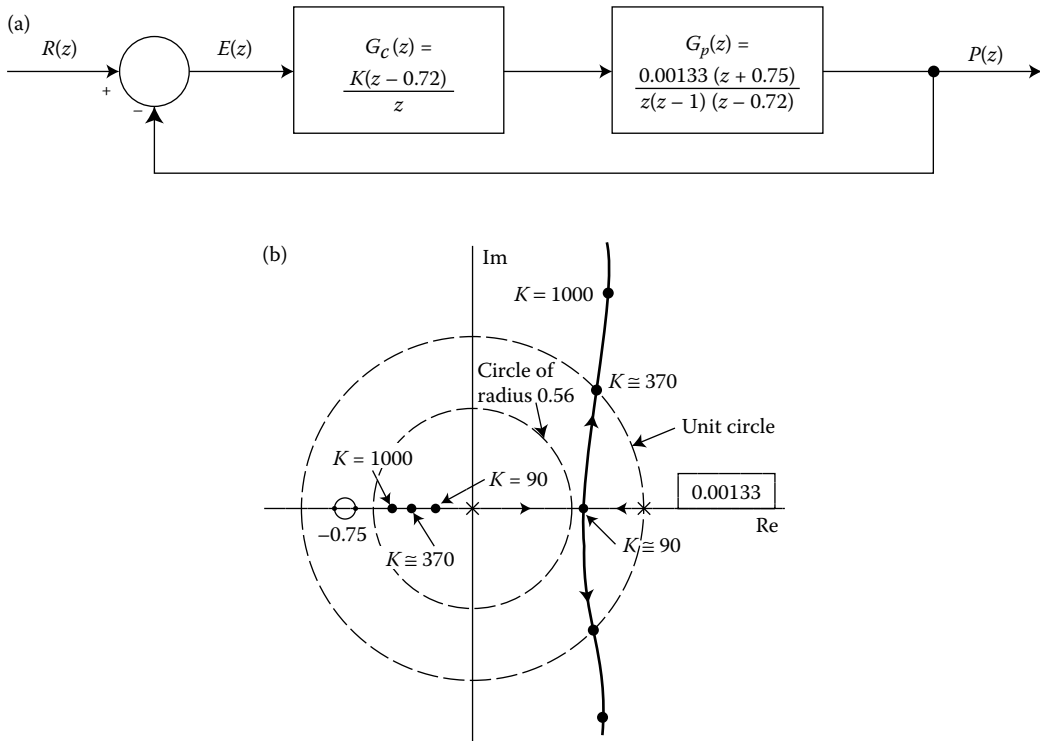 (a)
R(z)
E(z)
P(z)
+
−
G_c(z) =
K(z − 0.72)
z
G_p(z) =
0.00133 (z + 0.75)
z(z − 1) (z − 0.72)
(b)
Im
K = 1000
Circle of
radius 0.56
K ≅ 370
Unit circle
K = 1000
K = 90
0.00133
−0.75
Re
K ≅ 370
K ≅ 90